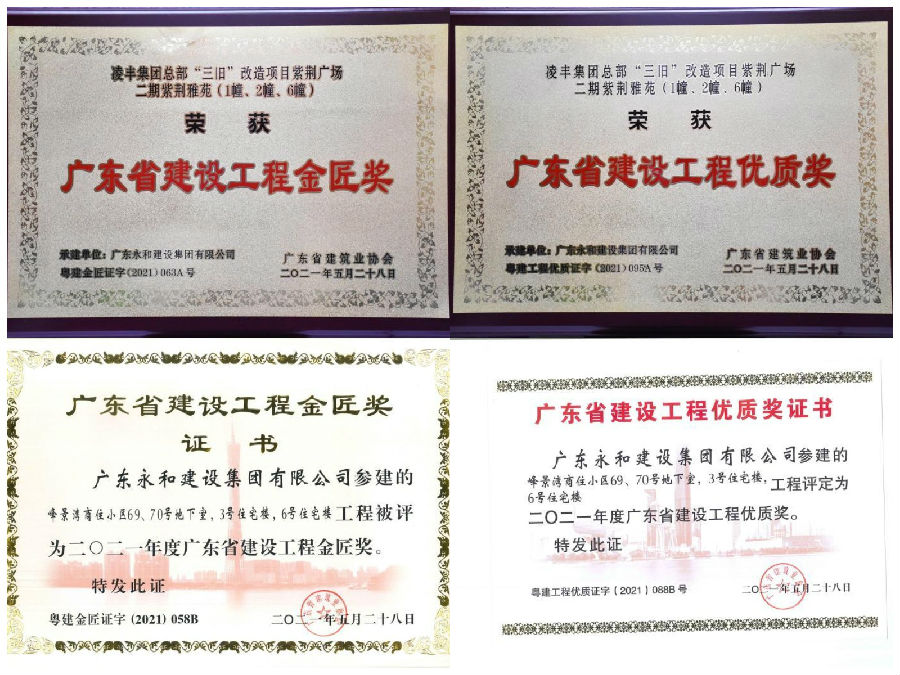 凌丰集团总部“三旧”改造项目紫荆广场
二期紫荆雅苑(1幢、2幢、6幢)
荣 获
广东省建设工程金匠奖
承建单位:广东永和建设集团有限公司
粤建金匠证字(2021)063A号
广东省建筑业协会
二〇二一年五月二十八日
凌丰集团总部“三旧”改造项目紫荆广场
二期紫荆雅苑(1幢、2幢、6幢)
荣 获
广东省建设工程优质奖
承建单位:广东永和建设集团有限公司
粤建工程优质证字(2021)095A号
广东省建筑业协会
二〇二一年五月二十八日
广东省建设工程金匠奖
证 书
广东永和建设集团有限公司参建的
峰景湾商住小区69、70号地下室,3号住宅楼,6号住宅楼工程被评
为二〇二一年度广东省建设工程金匠奖。
特发此证
粤建金匠证字(2021)058B
二〇二一年五月二十八日
广东省建设工程优质奖证书
广东永和建设集团有限公司参建的
峰景湾商住小区69、70号地下室,3号住宅楼,
6号住宅楼
工程评定为
二〇二一年度广东省建设工程优质奖。
特发此证
粤建工程优质证字(2021)088B号
二〇二一年五月二十八日